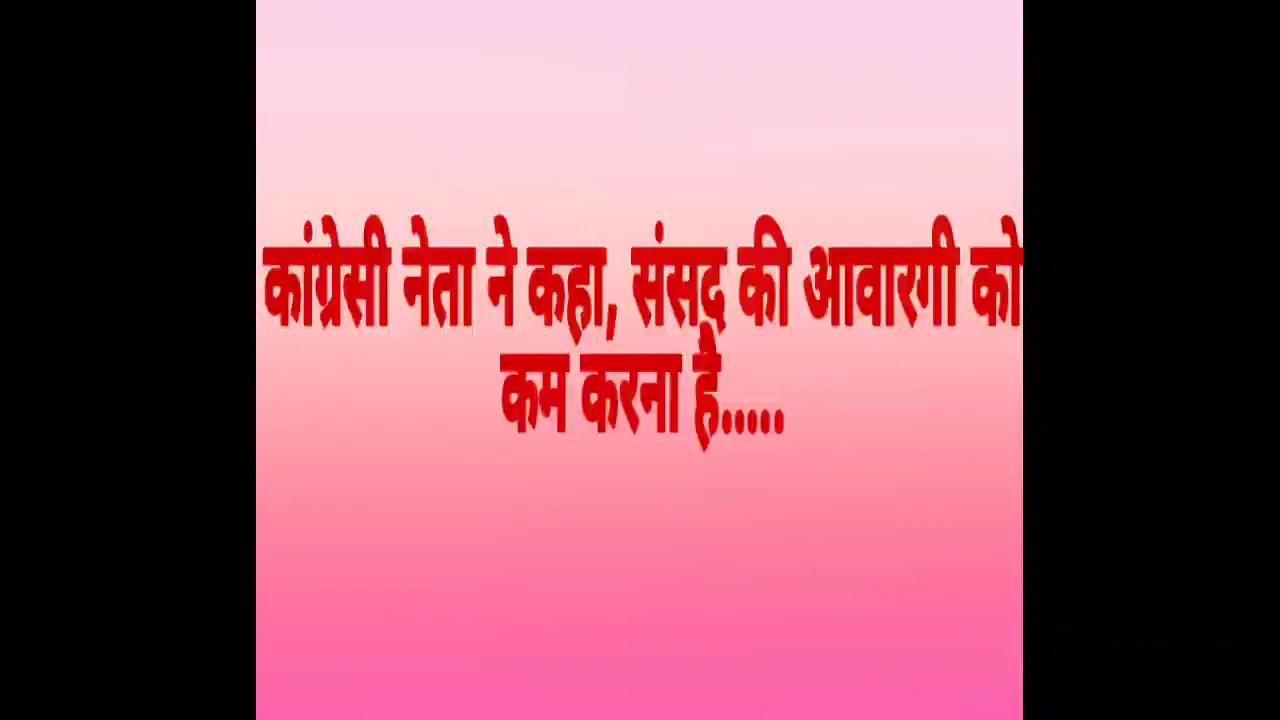 कांग्रेसी नेता ने कहा, संसद की आवारगी को
कम करना है.....